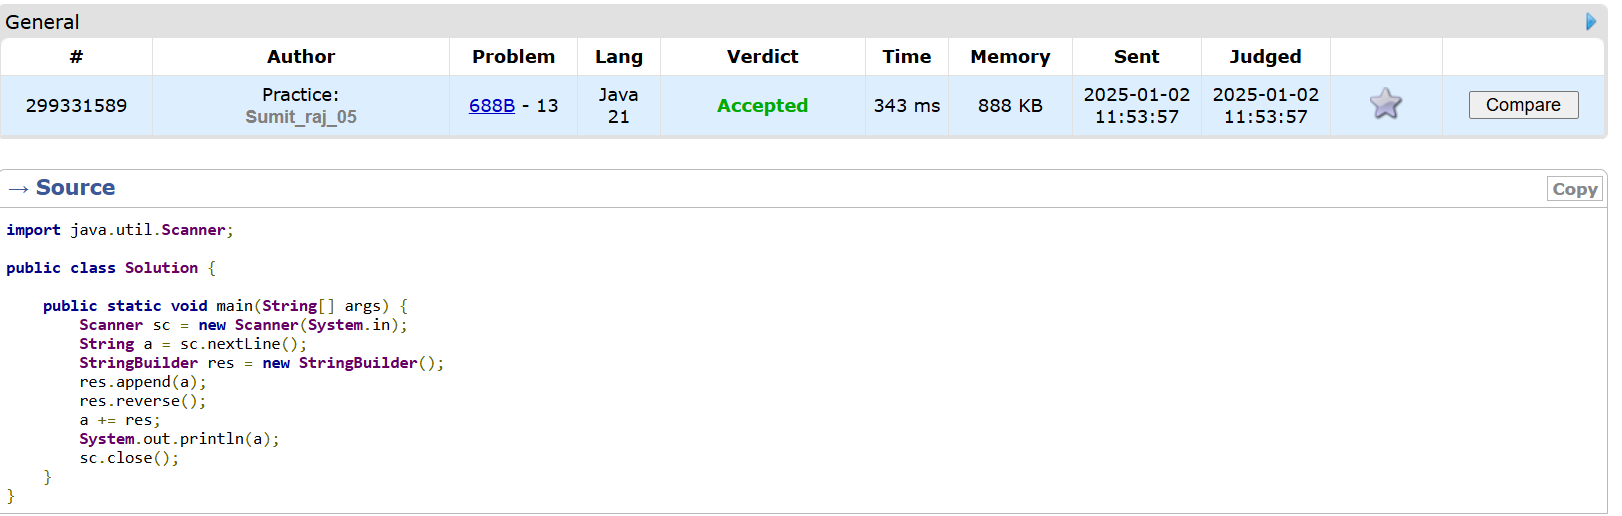 General
# Author Problem Lang Verdict Time Memory Sent Judged
299331589 Practice: Sumit_raj_05 688B - 13 Java 21 Accepted 343 ms 888 KB 2025-01-02 11:53:57 2025-01-02 11:53:57 Compare
→ Source Copy
import java.util.Scanner;
public class Solution {
    public static void main(String[] args) {
        Scanner sc = new Scanner(System.in);
        String a = sc.nextLine();
        StringBuilder res = new StringBuilder();
        res.append(a);
        res.reverse();
        a += res;
        System.out.println(a);
        sc.close();
    }
}